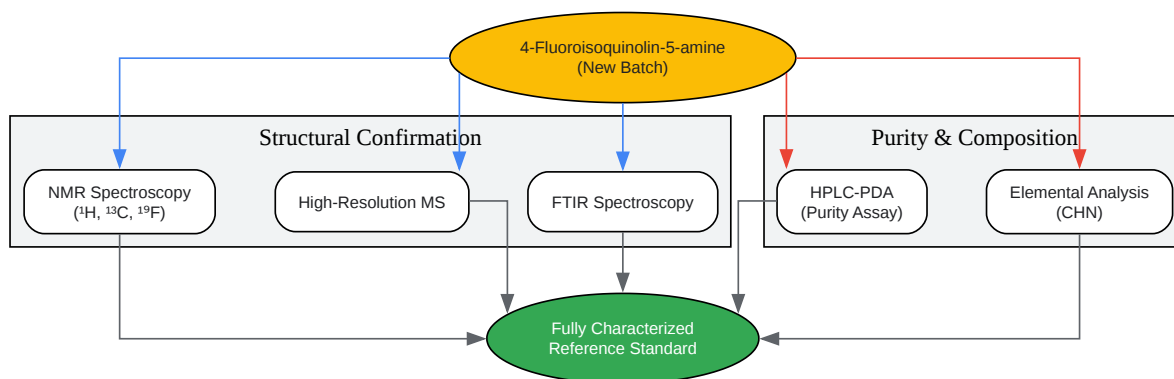 4-Fluoroisoquinolin-5-amine
(New Batch)
Structural Confirmation
Purity & Composition
NMR Spectroscopy
(¹H, ¹³C, ¹⁹F)
High-Resolution MS
FTIR Spectroscopy
HPLC-PDA
(Purity Assay)
Elemental Analysis
(CHN)
Fully Characterized
Reference Standard